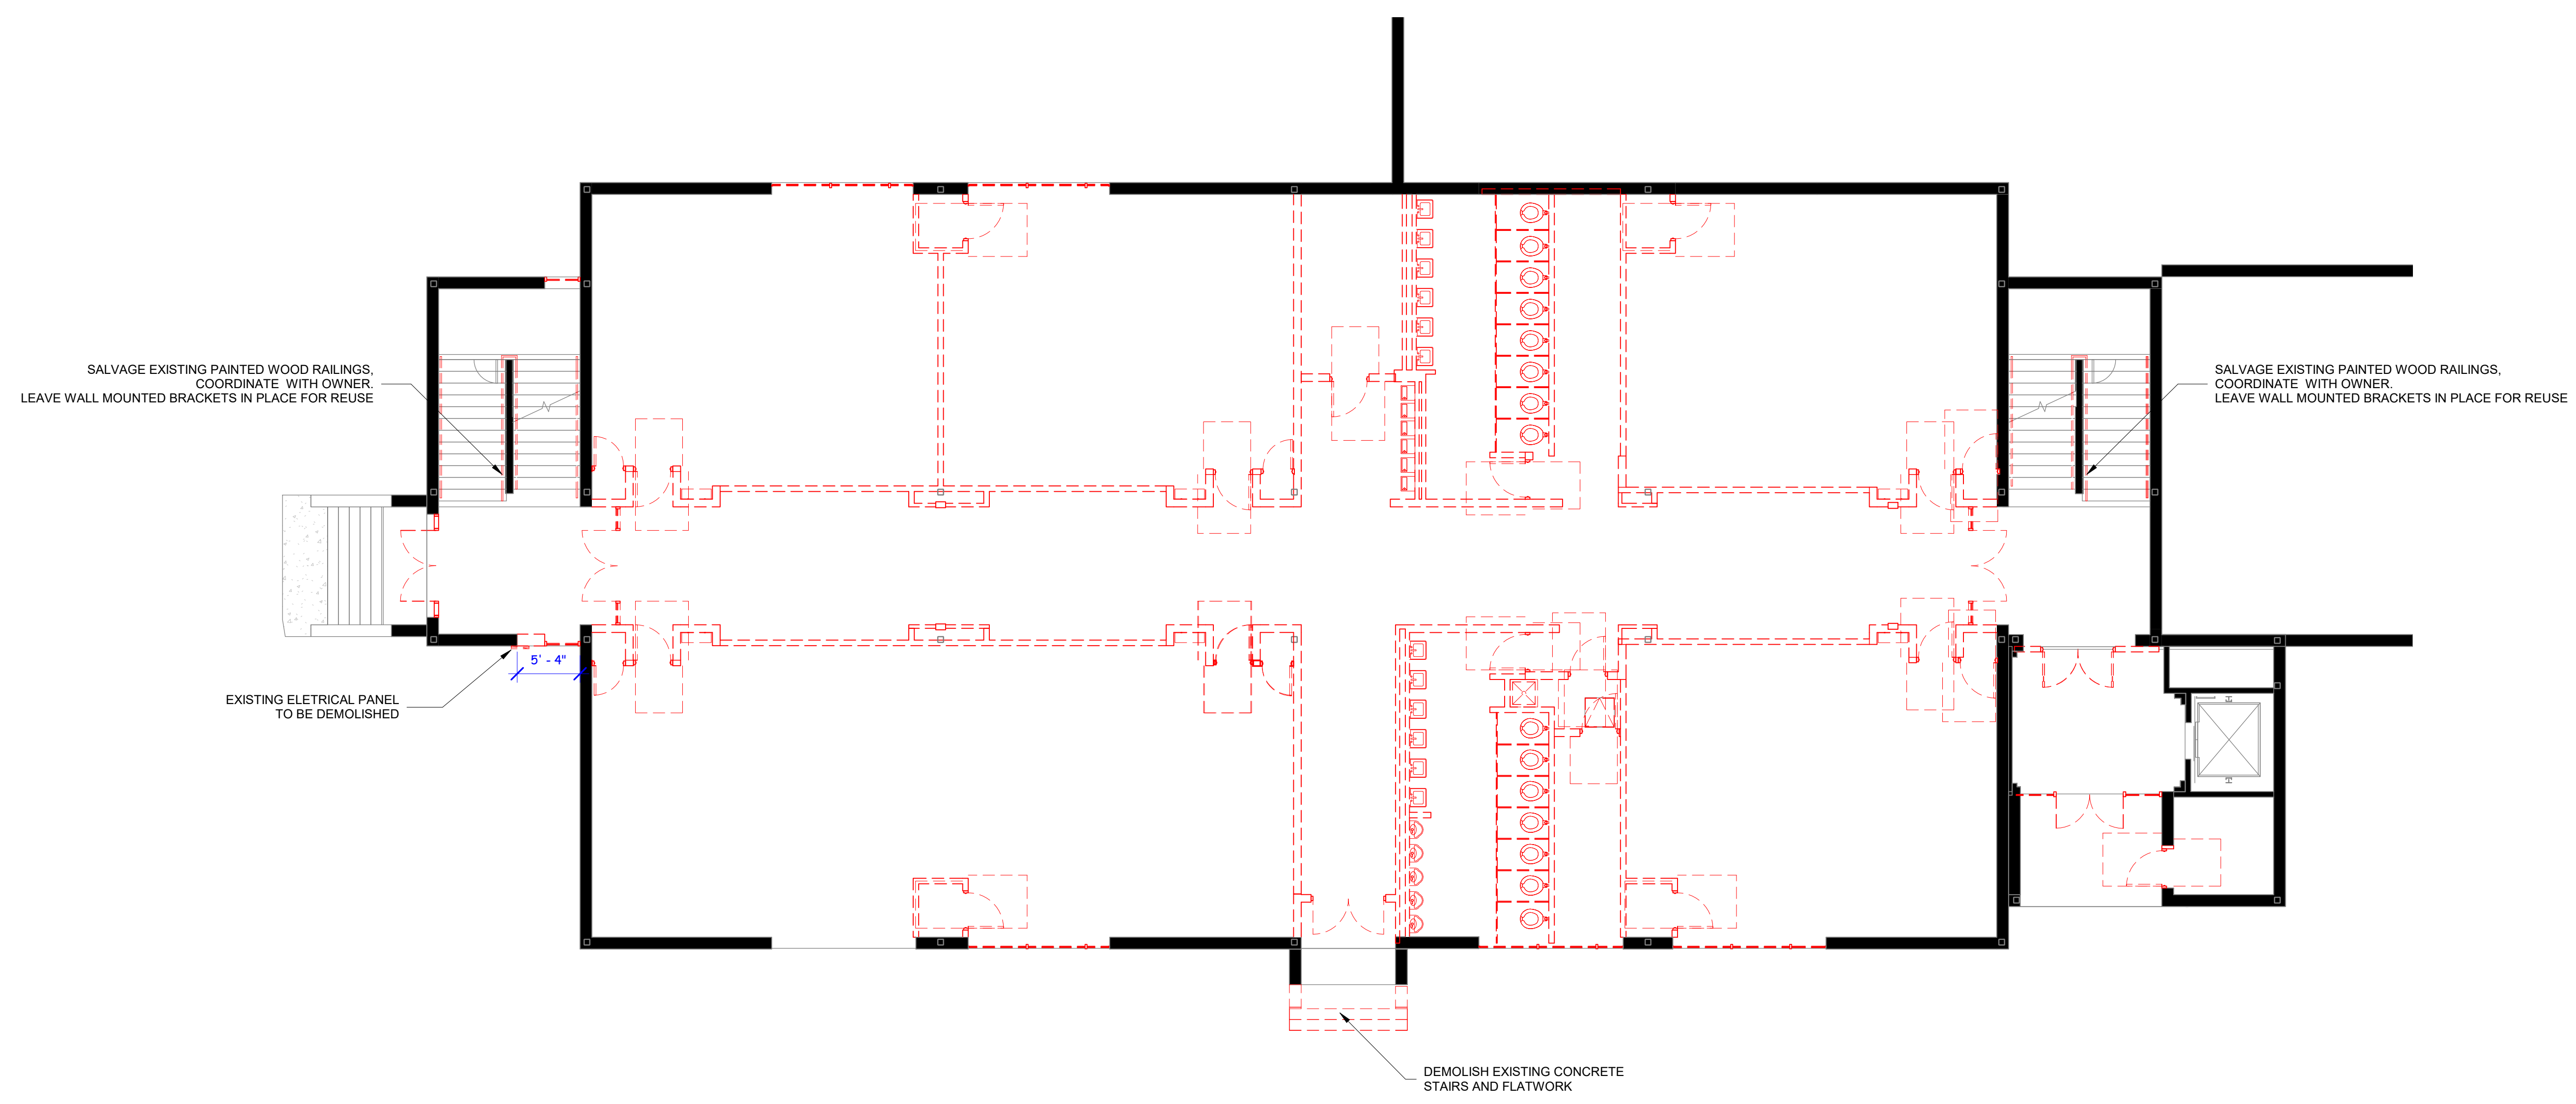 SALVAGE EXISTING PAINTED WOOD RAILINGS,
COORDINATE WITH OWNER.
LEAVE WALL MOUNTED BRACKETS IN PLACE FOR REUSE
SALVAGE EXISTING PAINTED WOOD RAILINGS,
COORDINATE WITH OWNER.
LEAVE WALL MOUNTED BRACKETS IN PLACE FOR REUSE
5' - 4"
EXISTING ELETRICAL PANEL
TO BE DEMOLISHED
DEMOLISH EXISTING CONCRETE
STAIRS AND FLATWORK